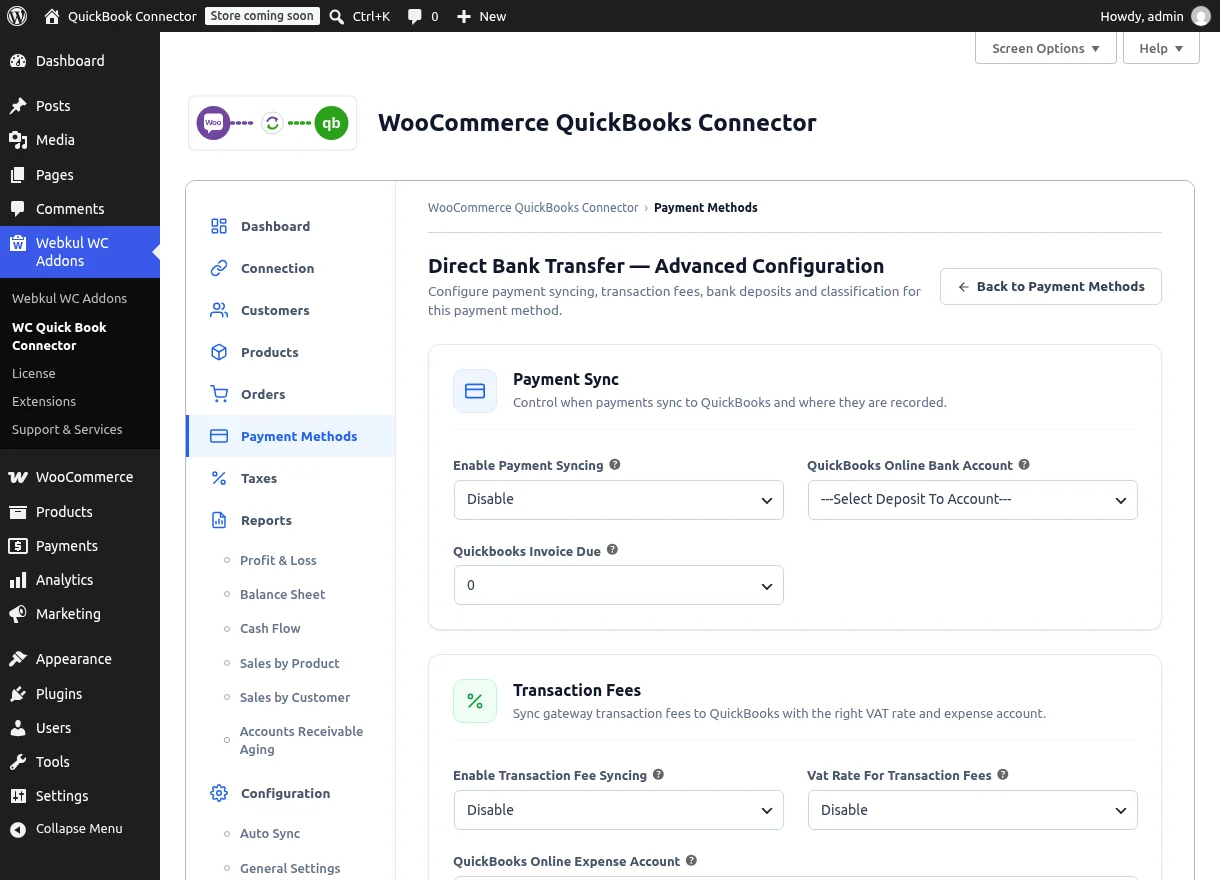 QuickBook Connector
Store coming soon
Ctrl+K
0
New
Howdy, admin
Dashboard
Posts
Media
Pages
Comments
Webkul WC
Addons
Webkul WC Addons
WC Quick Book
Connector
License
Extensions
Support & Services
WooCommerce
Products
Payments
Analytics
Marketing
Appearance
Plugins
Users
Tools
Settings
Collapse Menu
Screen Options ▼
Help ▼
Woo
qb
WooCommerce QuickBooks Connector
Dashboard
Connection
Customers
Products
Orders
Payment Methods
Taxes
Reports
Profit & Loss
Balance Sheet
Cash Flow
Sales by Product
Sales by Customer
Accounts Receivable
Aging
Configuration
Auto Sync
General Settings
WooCommerce QuickBooks Connector › Payment Methods
Direct Bank Transfer — Advanced Configuration
Configure payment syncing, transaction fees, bank deposits and classification for
this payment method.
← Back to Payment Methods
Payment Sync
Control when payments sync to QuickBooks and where they are recorded.
Enable Payment Syncing ?
Disable
QuickBooks Online Bank Account ?
---Select Deposit To Account---
Quickbooks Invoice Due ?
0
Transaction Fees
Sync gateway transaction fees to QuickBooks with the right VAT rate and expense account.
Enable Transaction Fee Syncing ?
Disable
Vat Rate For Transaction Fees ?
Disable
QuickBooks Online Expense Account ?